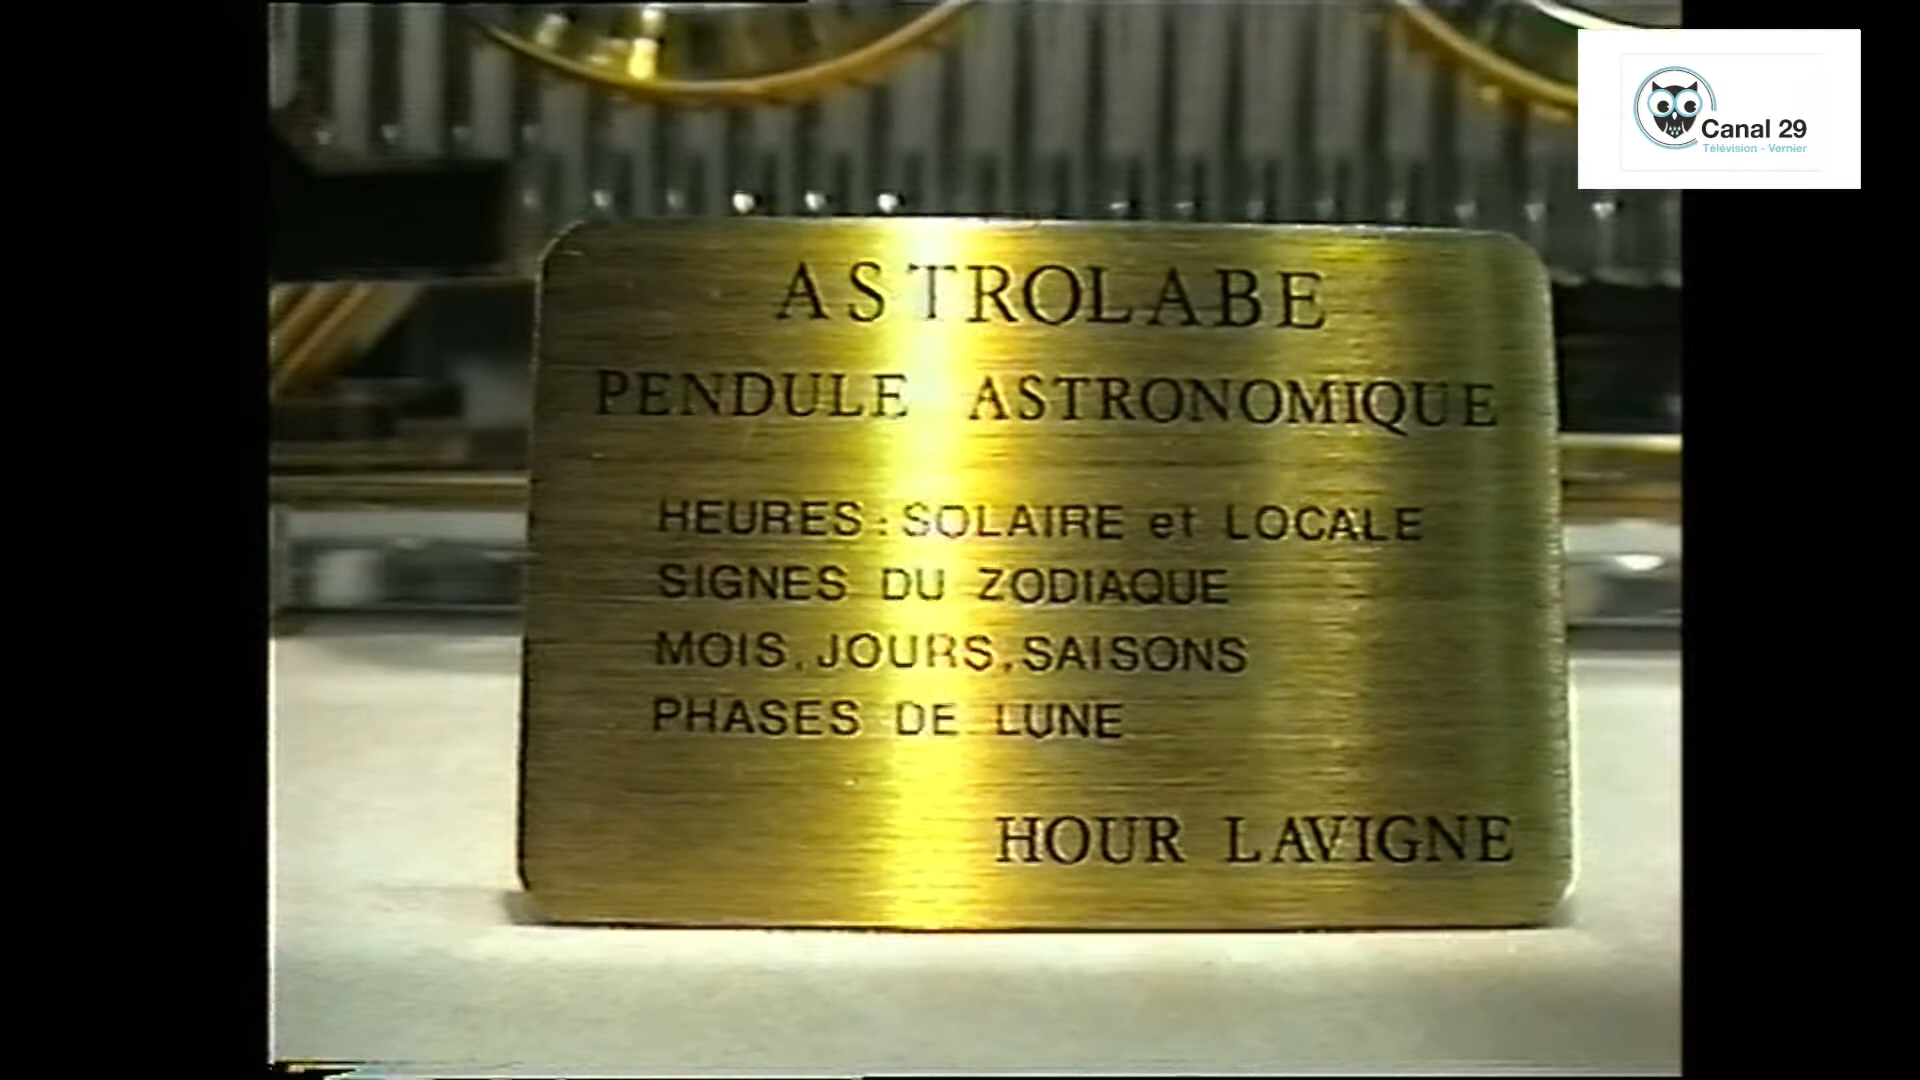 Canal 29
Télévision - Vernier
ASTROLABE
PENDULE ASTRONOMIQUE
HEURES : SOLAIRE et LOCALE
SIGNES DU ZODIAQUE
MOIS, JOURS, SAISONS
PHASES DE LUNE
HOUR LAVIGNE